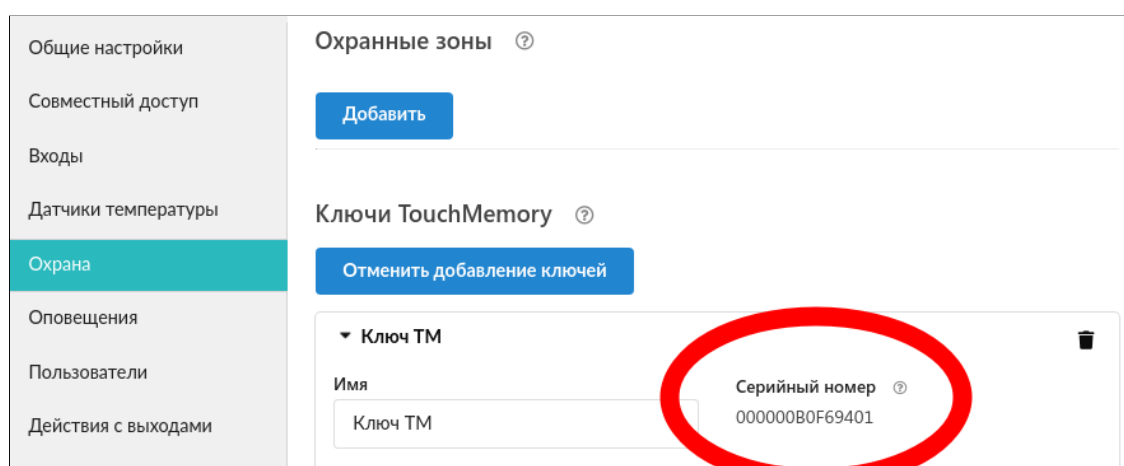 Общие настройки
Совместный доступ
Входы
Датчики температуры
Охрана
Оповещения
Пользователи
Действия с выходами
Охранные зоны ?
Добавить
Ключи TouchMemory ?
Отменить добавление ключей
Ключ ТМ
Имя
Ключ ТМ
Серийный номер ?
000000B0F69401